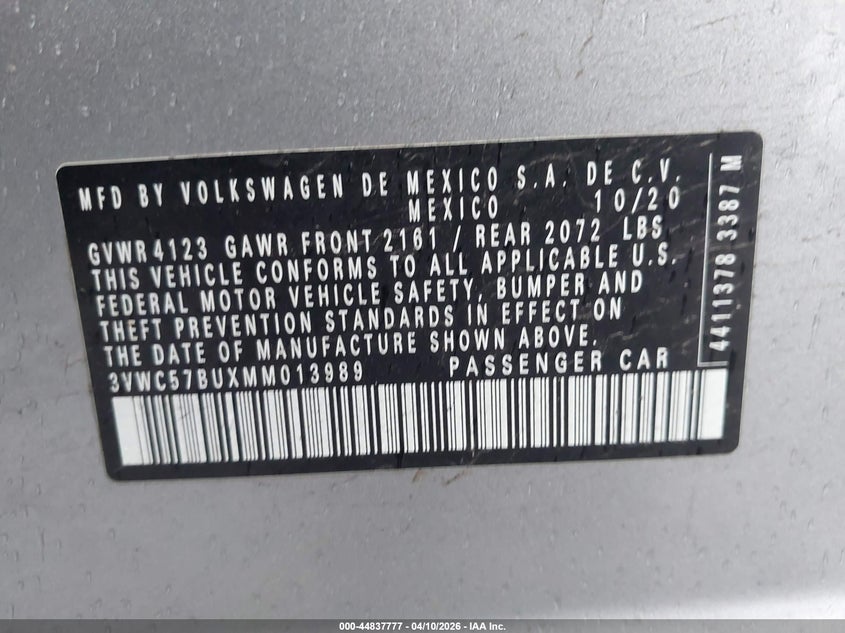 MFD BY VOLKSWAGEN DE MEXICO S.A. DE C.V.
MEXICO 10/20
GVWR 4123 GAWR FRONT 2161 / REAR 2072 LBS
THIS VEHICLE CONFORMS TO ALL APPLICABLE U.S.
FEDERAL MOTOR VEHICLE SAFETY, BUMPER AND
THEFT PREVENTION STANDARDS IN EFFECT ON
THE DATE OF MANUFACTURE SHOWN ABOVE.
3VWC57BUXMM013989 PASSENGER CAR
4411378 3387 M
000-44837777 - 04/10/2026 - IAA Inc.